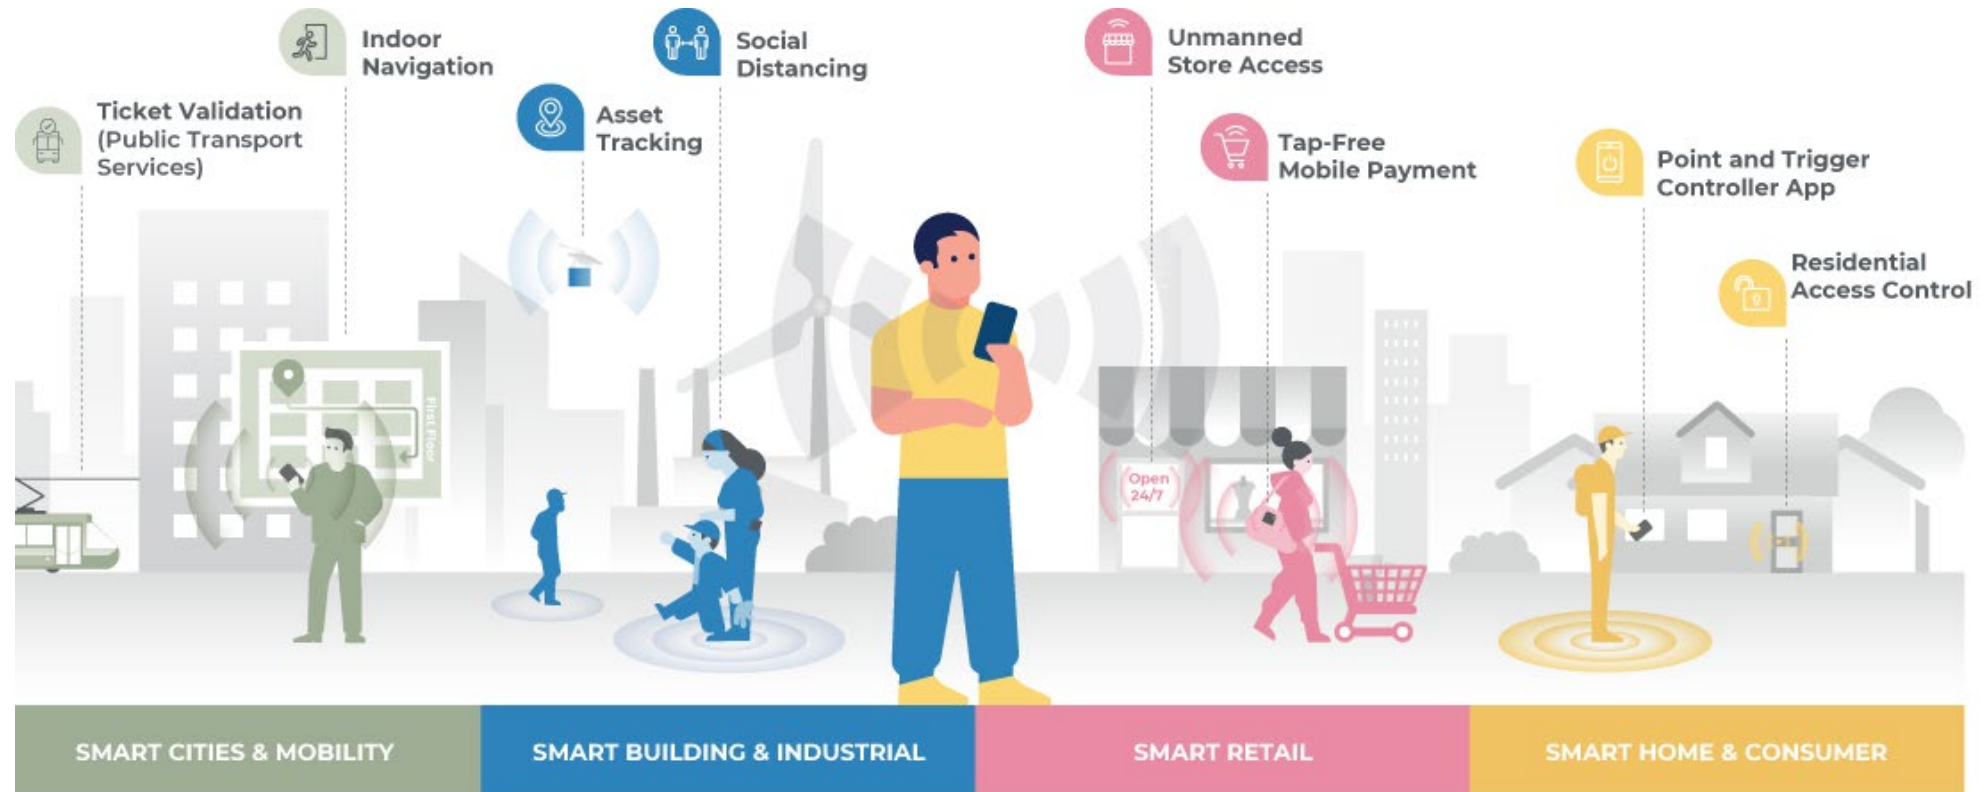 Indoor
Navigation
Social
Distancing
Unmanned
Store Access
Ticket Validation
(Public Transport
Services)
Asset
Tracking
Tap-Free
Mobile Payment
Point and Trigger
Controller App
Residential
Access Control
First Floor
Open
24/7
SMART CITIES & MOBILITY
SMART BUILDING & INDUSTRIAL
SMART RETAIL
SMART HOME & CONSUMER